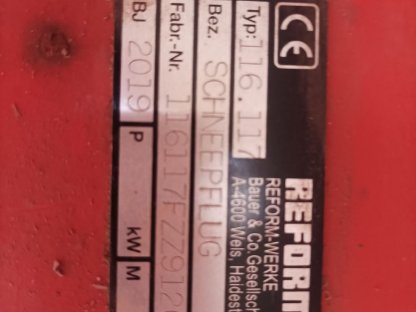 CE REFORM
REFORM-WERKE
Bauer & Co. Gesellsch
A-4600 Wels, Haidest
Typ: 116.117
Bez. SCHNEEPFLUG
Fabr.-Nr. 116117FZZ912
BJ 2019 P kW M